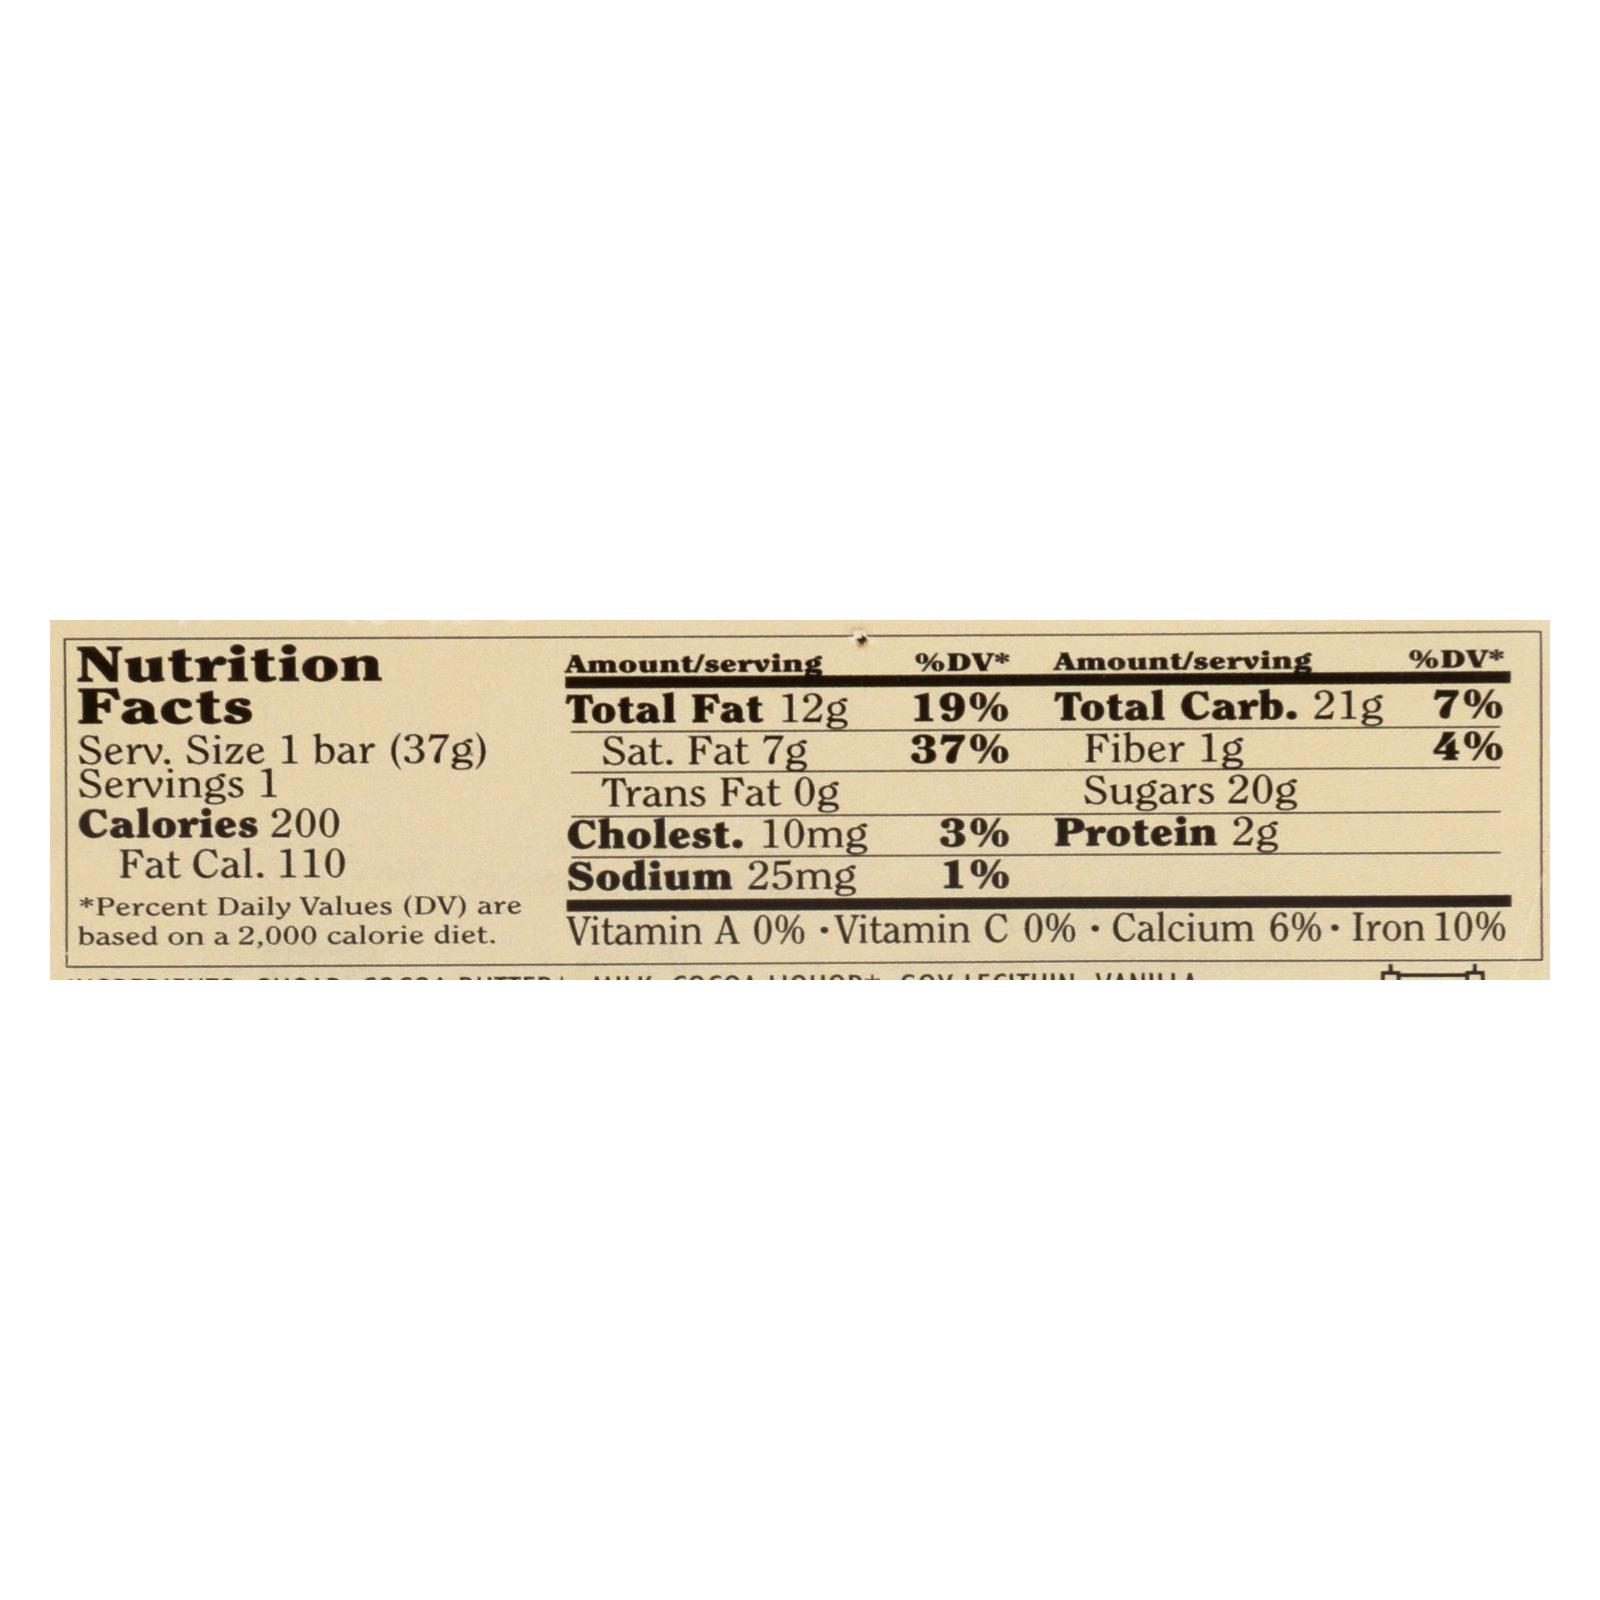 Nutrition
Facts
Serv. Size 1 bar (37g)
Servings 1
Calories 200
Fat Cal. 110
*Percent Daily Values (DV) are
based on a 2,000 calorie diet.
Amount/serving %DV*
Total Fat 12g 19%
Sat. Fat 7g 37%
Trans Fat 0g
Cholest. 10mg 3%
Sodium 25mg 1%
Amount/serving %DV*
Total Carb. 21g 7%
Fiber 1g 4%
Sugars 20g
Protein 2g
Vitamin A 0% • Vitamin C 0% • Calcium 6% • Iron 10%